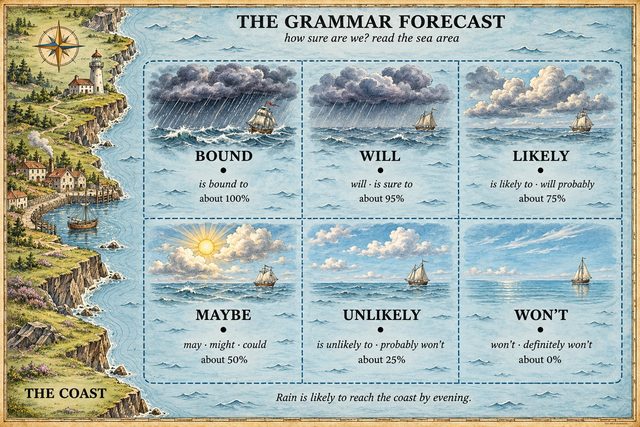 THE GRAMMAR FORECAST
how sure are we? read the sea area
BOUND
is bound to
about 100%
WILL
will · is sure to
about 95%
LIKELY
is likely to · will probably
about 75%
MAYBE
may · might · could
about 50%
UNLIKELY
is unlikely to · probably won't
about 25%
WON'T
won't · definitely won't
about 0%
THE COAST
Rain is likely to reach the coast by evening.